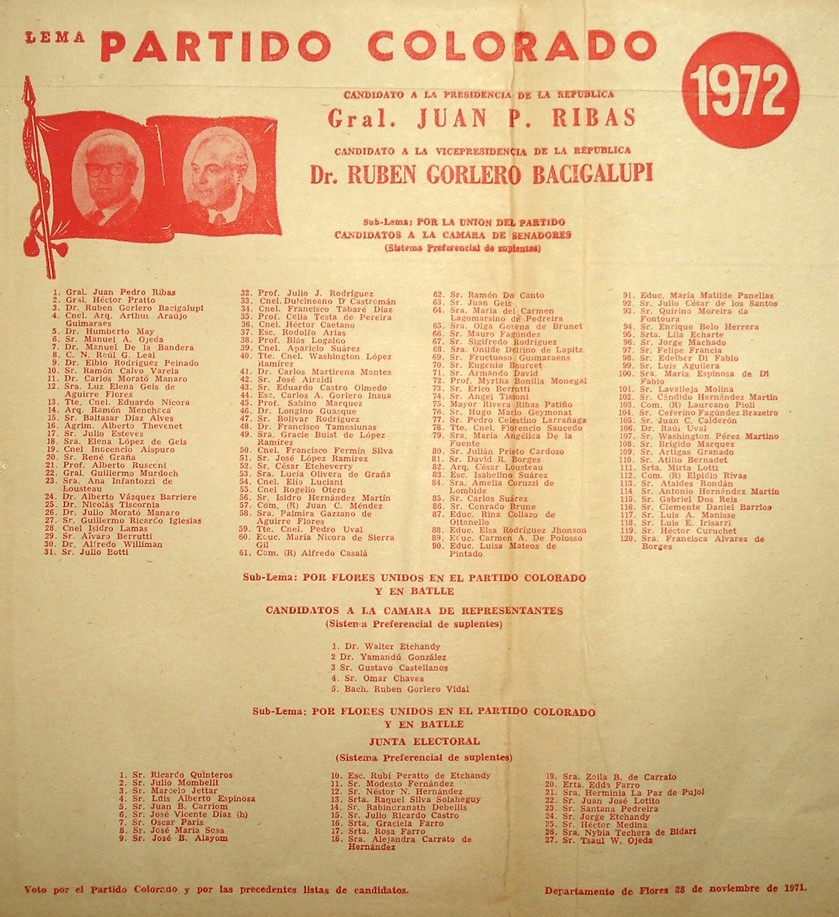 LEMA PARTIDO COLORADO
1972
CANDIDATO A LA PRESIDENCIA DE LA REPUBLICA
Gral. JUAN P. RIBAS
CANDIDATO A LA VICEPRESIDENCIA DE LA REPUBLICA
Dr. RUBEN GORLERO BACIGALUPI
Sub-Lema: POR LA UNION DEL PARTIDO
CANDIDATOS A LA CAMARA DE SENADORES
(Sistema Preferencial de suplentes)
1. Gral. Juan Pedro Ribas
2. Gral. Héctor Pratto
3. Dr. Ruben Gorlero Bacigalupi
4. Cnel. Arq. Arthur Araújo
Guimaraes
5. Dr. Humberto May
6. Sr. Manuel A. Ojeda
7. Dr. Manuel De la Bandera
8. C. N. Raúl G. Leal
9. Dr. Eibio Rodríguez Peinado
10. Sr. Ramón Calvo Varela
11. Dr. Carlos Morató Manaro
12. Sra. Luz Elena Geis de
Aguirre Flores
13. Tte. Cnel. Eduardo Nicora
14. Arq. Ramón Menchaca
15. Sr. Baltasar Díaz Alves
16. Agrim. Alberto Thevenet
17. Sr. Julio Esteves
18. Sra. Elena López de Geis
19. Cnel Inocencio Aispuro
20. Sr. René Graña
21. Prof. Alberto Rusconi
22. Gral. Guillermo Murdoch
23. Sra. Ana Infantozzi de
Lousteau
24. Dr. Alberto Vázquez Barriere
25. Dr. Nicolás Tiscornia
26. Dr. Julio Morató Manaro
27. Sr. Guillermo Ricardo Iglesias
28. Cnel Isidro Lamas
29. Sr. Alvaro Berrutti
30. Dr. Alfredo Williman
31. Sr. Julio Botti
32. Prof. Julio J. Rodríguez
33. Cnel. Dulcineano D' Castromán
34. Cnel. Francisco Tabaré Díaz
35. Prof. Celia Testa de Pereira
36. Cnel. Héctor Caetano
37. Esc. Rodolfo Arias
38. Prof. Blás Logaldo
39. Cnel. Aparicio Suárez
40. Tte. Cnel. Washington López
Ramírez
41. Dr. Carlos Martirena Montes
42. Sr. José Airaldi
43. Sr. Eduardo Castro Olmedo
44. Esc. Carlos A. Gorlero Insua
45. Prof. Sabino Marquez
46. Dr. Longino Guasque
47. Sr. Bolivar Rodríguez
48. Dr. Francisco Tamosiunas
49. Sra. Gracie Buist de López
Ramírez
50. Cnel. Francisco Fermín Silva
51. Sr. José López Ramírez
52. Sr. César Etcheverry
53. Sra. Lucía Olivera de Graña
54. Cnel. Elio Luciani
55. Cnel Rogelio Otero
56. Sr. Isidro Hernández Martín
57. Com. (R) Juan C. Méndez
58. Sra. Palmira Gazzano de
Aguirre Flores
59. Tte. Cnel. Pedro Uval
60. Educ. María Nicora de Sierra
Gil
61. Com. (R) Alfredo Casalá
62. Sr. Ramón Do Canto
63. Sr. Juan Geis
64. Sra. María del Carmen
Lagomarsino de Pedreira
65. Sra. Olga Gerena de Brunet
66. Sr. Mauro Fagúndez
67. Sr. Sigifredo Rodríguez
68. Sra. Onilde Delfino de Lapitz
69. Sr. Fructuoso Guimaraens
70. Sr. Eugenio Bourcet
71. Sr. Armando David
72. Prof. Myrtha Bonilla Monegal
73. Sr. Erico Berrutti
74. Sr. Angel Tissoni
75. Mayor Rivera Ribas Patiño
76. Sr. Hugo Mario Geymonat
77. Sr. Pedro Celestino Larrañaga
78. Tte. Cnel. Florencio Saucedo
79. Sra. María Angélica De la
Fuente
80. Sr. Julián Prieto Cardozo
81. Sr. David R. Borges
82. Arq. César Lousteau
83. Esc. Isabelino Suárez
84. Sra. Amelia Corual de
Lombide
85. Sr. Carlos Suárez
86. Sr. Conrado Brune
87. Educ. Rina Collazo de
Ottonello
88. Educ. Elsa Rodríguez Jhonson
89. Educ. Carmen A. De Polosso
90. Educ. Luisa Mateos de
Pintado
91. Educ. María Matilde Panellas
92. Sr. Julio César de los Santos
93. Sr. Quirino Moreira da
Fontoura
94. Sr. Enrique Belo Herrera
95. Srta. Lila Echarte
96. Sr. Jorge Machado
97. Sr. Felipe Francia
98. Sr. Edelber Di Fabio
99. Sr. Luis Aguilera
100. Sra. María Espinosa de Di
Fabio
101. Sr. Lavalleja Molina
102. Sr. Cándido Hernández Martin
103. Com. (R) Laureano Pioli
104. Sr. Ceferino Fagúndez Brazeiro
105. Sr. Juan C. Calderón
106. Dr. Raúl Uval
107. Sr. Washington Pérez Martino
108. Sr. Brígido Marquez
109. Sr. Artigas Granado
110. Sr. Atilio Bernadet
111. Srta. Mirta Lotti
112. Com. (R) Elpidio Rivas
113. Sr. Ataídes Rondán
114. Sr. Antonio Hernández Martin
115. Sr. Gabriel Dos Reis
116. Sr. Clemente Daniel Barrios
117. Sr. Luis A. Manisse
118. Sr. Luis E. Irisarri
119. Sr. Héctor Curuchet
120. Sra. Francisca Alvarez de
Borges
Sub-Lema: POR FLORES UNIDOS EN EL PARTIDO COLORADO
Y EN BATLLE
CANDIDATOS A LA CAMARA DE REPRESENTANTES
(Sistema Preferencial de suplentes)
1. Dr. Walter Etchandy
2 Dr. Yamandú González
3 Sr. Gustavo Castellanos
4. Sr. Omar Chaves
5. Bach. Ruben Gorlero Vidal
Sub-Lema: POR FLORES UNIDOS EN EL PARTIDO COLORADO
Y EN BATLLE
JUNTA ELECTORAL
(Sistema Preferencial de suplentes)
1. Sr. Ricardo Quinteros
2. Sr. Julio Mombelli
3. Sr. Marcelo Jettar
4. Sr. Luis Alberto Espinosa
5. Sr. Juan B. Carriom
6. Sr. José Vicente Díaz (h)
7. Sr. Oscar Paris
8. Sr. José María Sosa
9. Sr. José B. Alayom
10. Esc. Rubí Peratto de Etchandy
11. Sr. Modesto Fernández
12. Sr. Néstor N. Hernández
13. Srta. Raquel Silva Solaheguy
14. Sr. Rabindranath Debellis
15. Sr. Julio Ricardo Castro
16. Srta. Graciela Farro
17. Srta. Rosa Farro
18. Sra. Alejandra Carrato de
Hernández
19. Sra. Zoila B. de Carrato
20. Erta. Edda Farro
21. Sra. Herminia La Paz de Pujol
22. Sr. Juan José Lotito
23. Sr. Santana Pedreira
24. Sr. Jorge Etchandy
25. Sr. Héctor Medina
26. Sra. Nybia Techera de Bidart
27. Sr. Tsaul W. Ojeda
Voto por el Partido Colorado y por las precedentes listas de candidatos.
Departamento de Flores 28 de noviembre de 1971.